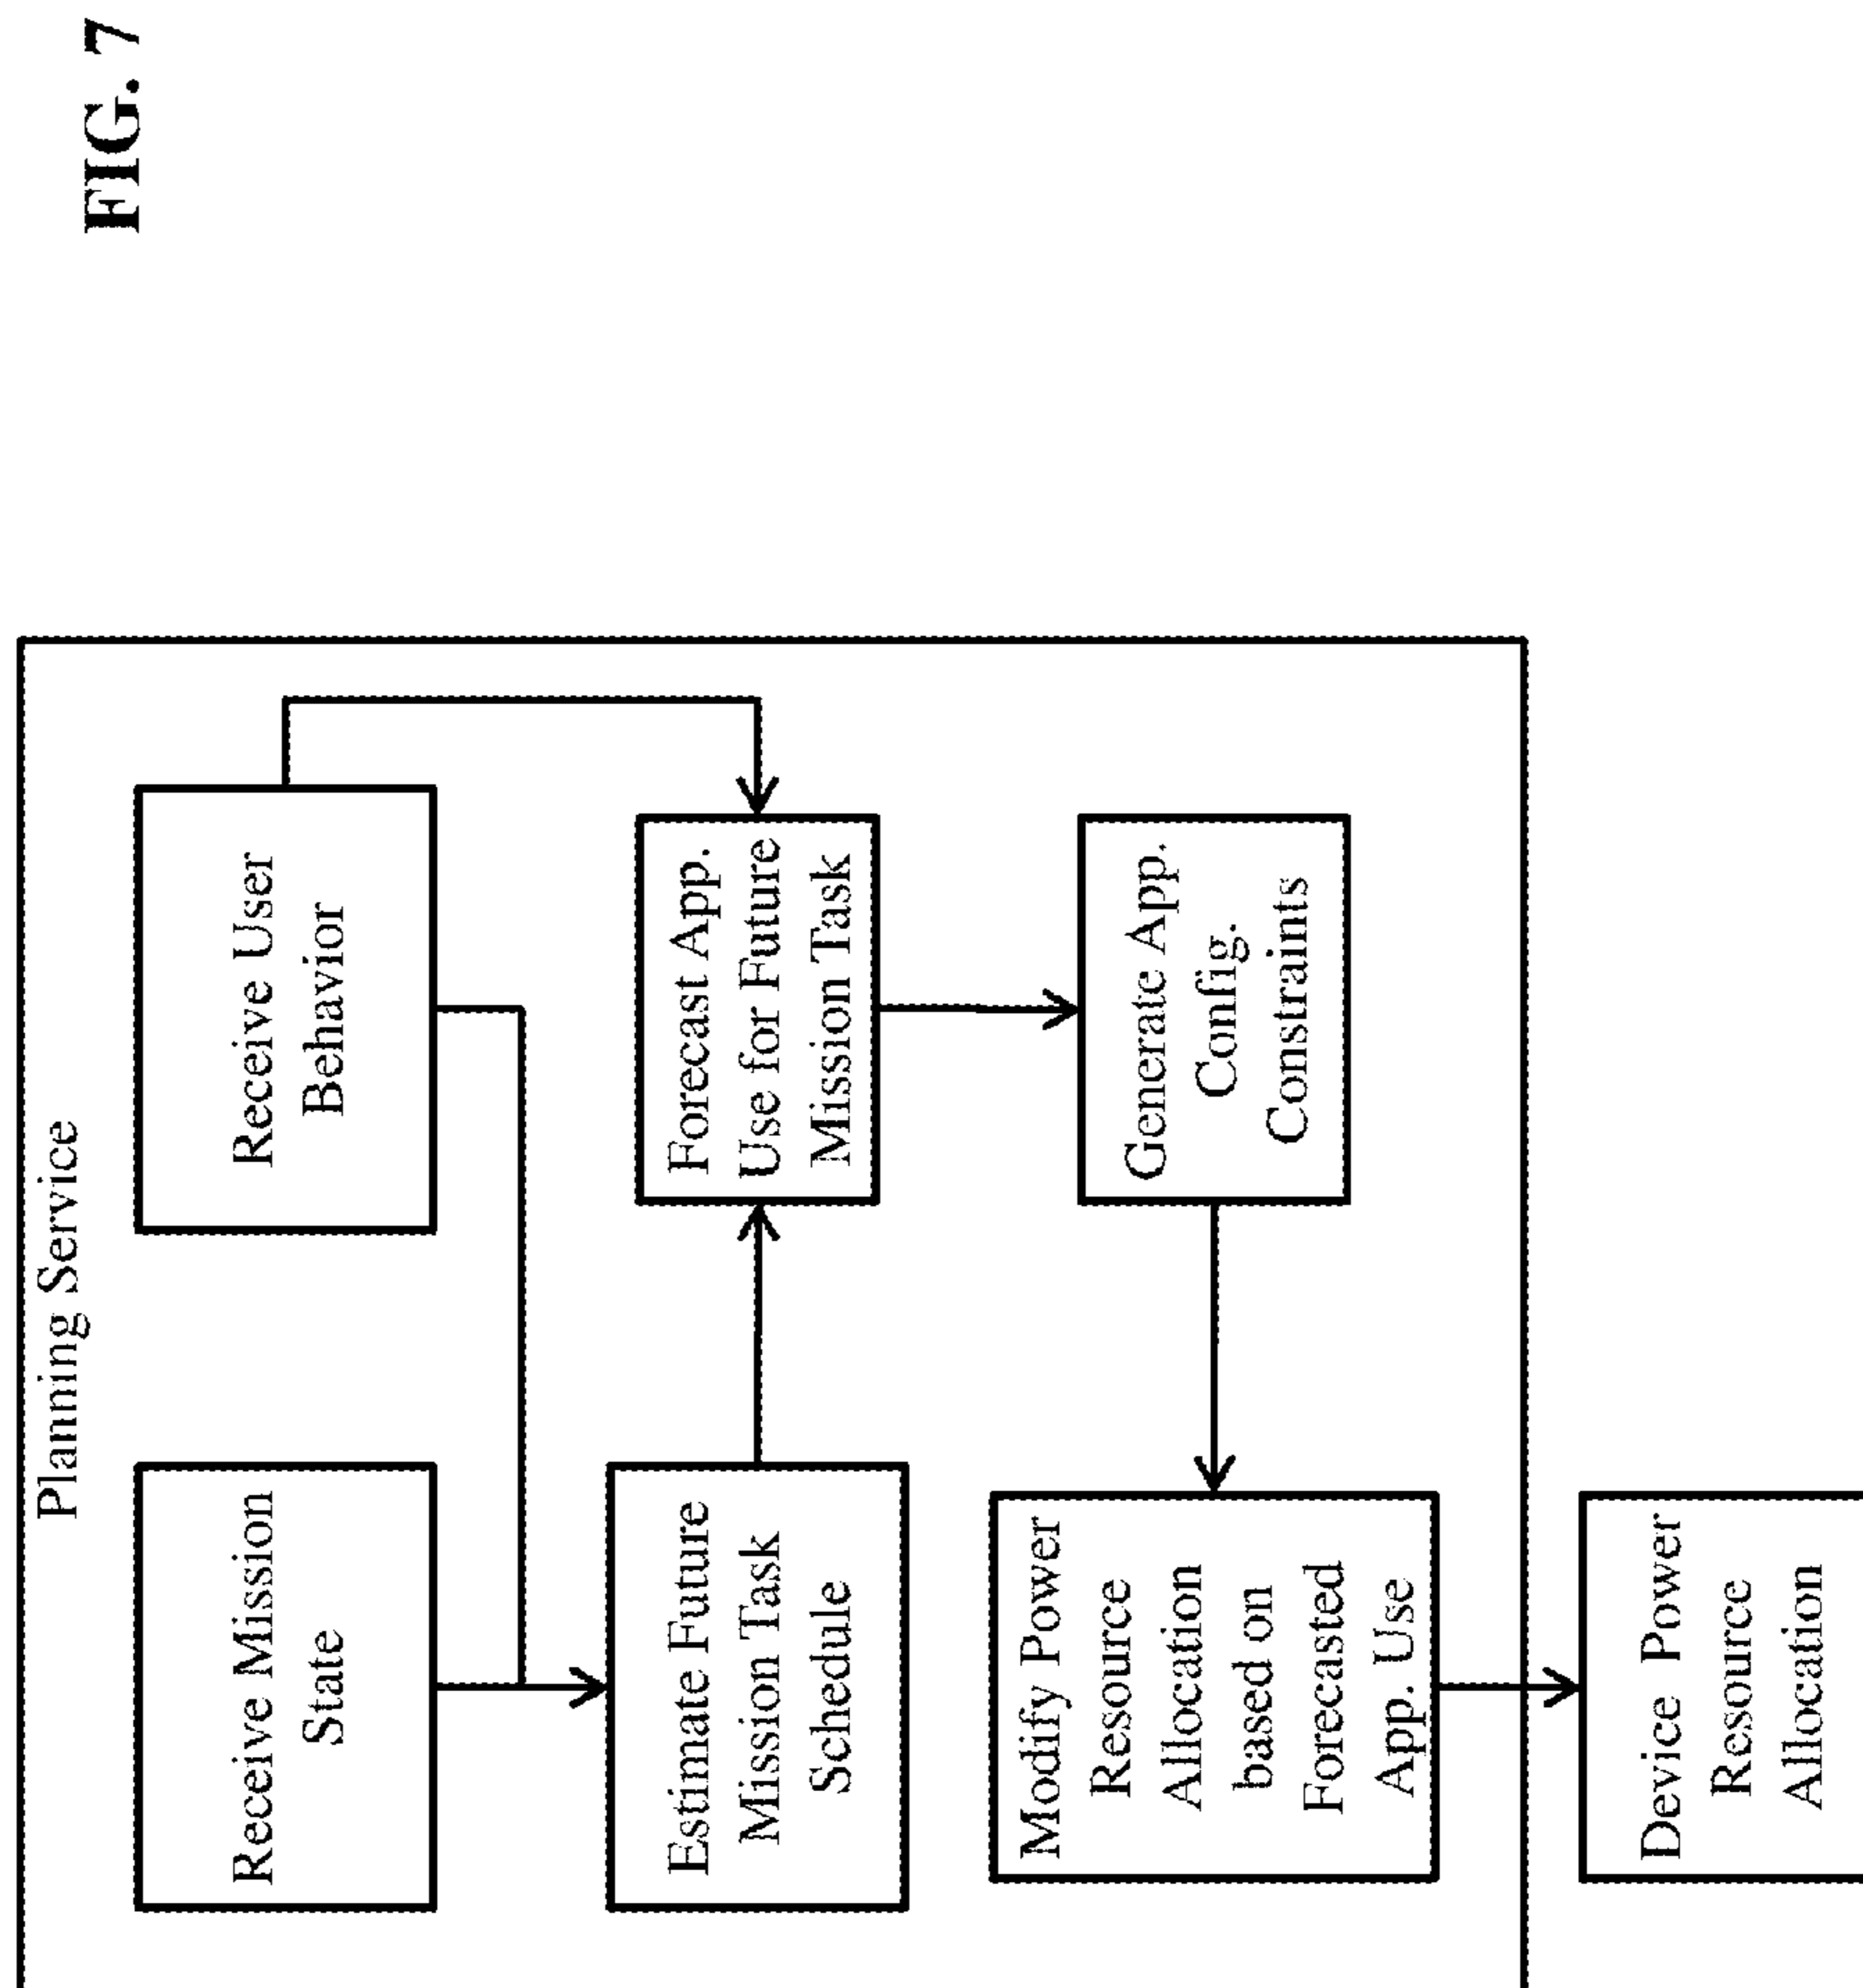 FIG. 7
Planning Service
Receive Mission
State
Receive User
Behavior
Estimate Future
Mission Task
Schedule
Forecast App.
Use for Future
Mission Task
Modify Power
Resource
Allocation
based on
Forecasted
App. Use
Generate App.
Config.
Constraints
Device Power
Resource
Allocation